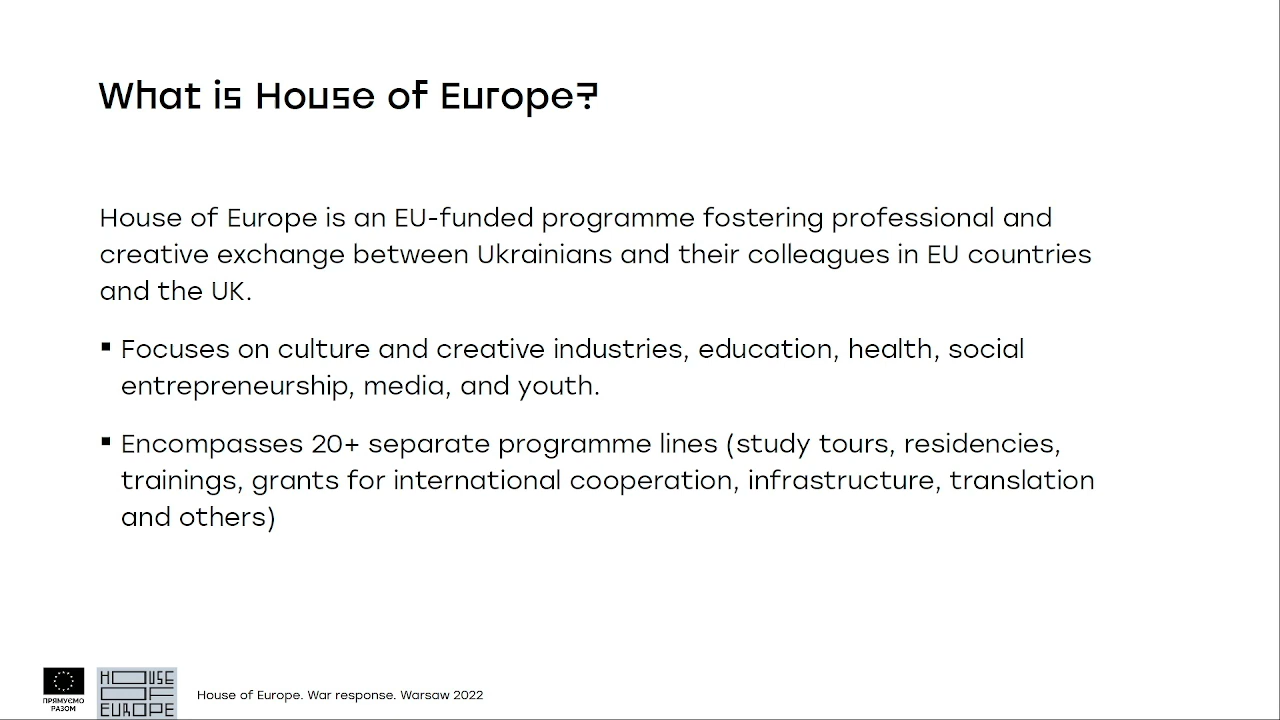 What is House of Europe?
House of Europe is an EU-funded programme fostering professional and
creative exchange between Ukrainians and their colleagues in EU countries
and the UK.
▪ Focuses on culture and creative industries, education, health, social
entrepreneurship, media, and youth.
▪ Encompasses 20+ separate programme lines (study tours, residencies,
trainings, grants for international cooperation, infrastructure, translation
and others)
ПРЯМУЄМО
РАЗОМ
HOUSE
OF
EUROPE
House of Europe. War response. Warsaw 2022